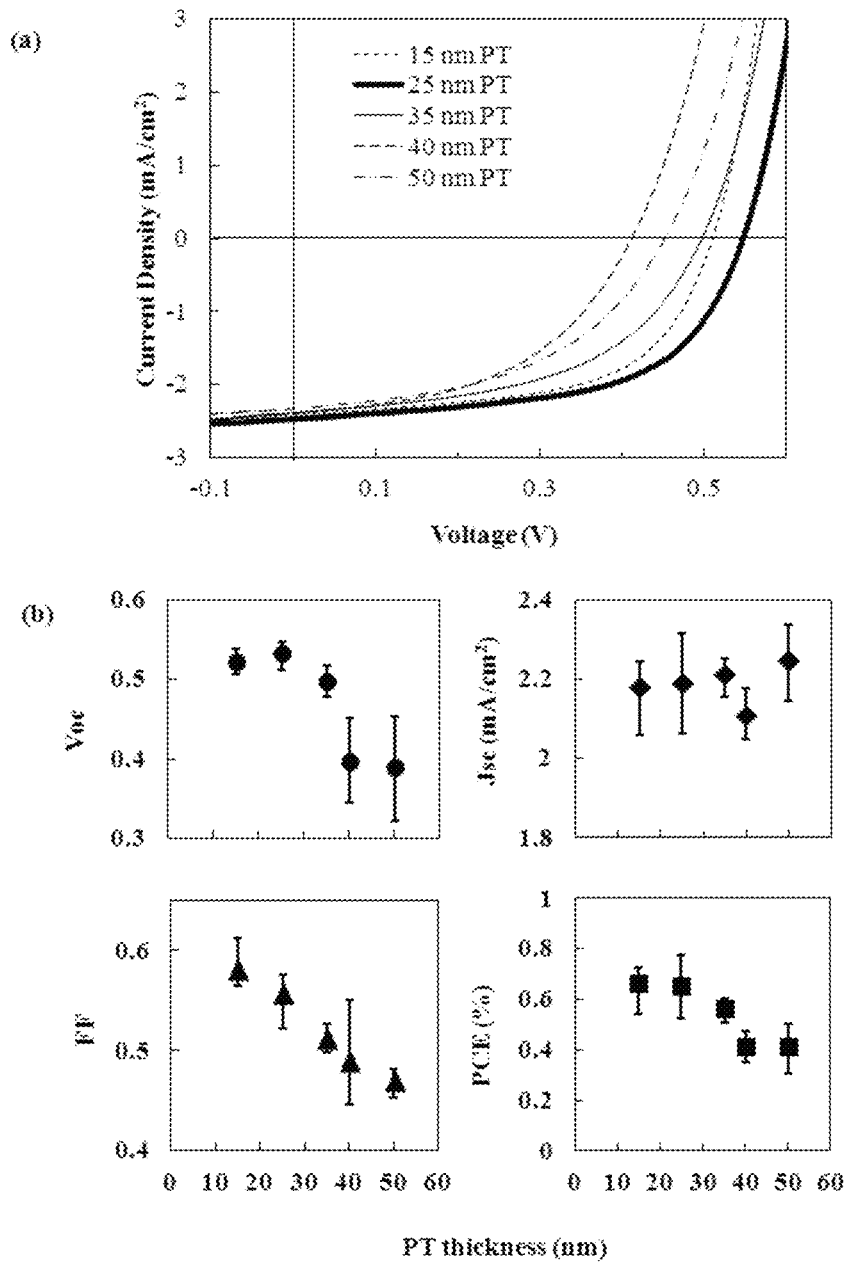 (a)
3
2
1
0
-1
-2
-3
Current Density (mA/cm²)
15 nm PT
25 nm PT
35 nm PT
40 nm PT
50 nm PT
-0.1
0.1
0.3
0.5
Voltage (V)
(b)
0.6
0.5
0.4
0.3
Voc
2.4
2.2
2
1.8
Jsc (mA/cm²)
0.6
0.5
0.4
FF
0 10 20 30 40 50 60
1
0.8
0.6
0.4
0.2
0
PCE (%)
0 10 20 30 40 50 60
PT thickness (nm)